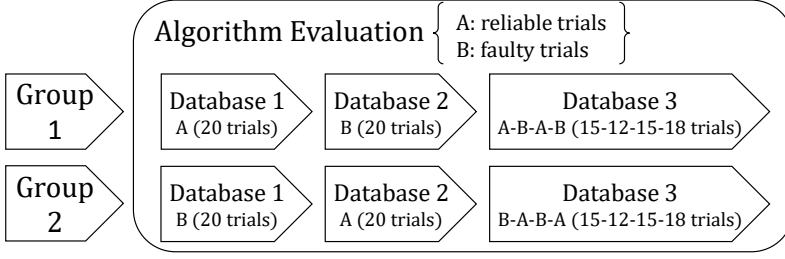 Algorithm Evaluation
A: reliable trials
B: faulty trials
Group
1
Database 1
A (20 trials)
Database 2
B (20 trials)
Database 3
A-B-A-B (15-12-15-18 trials)
Group
2
Database 1
B (20 trials)
Database 2
A (20 trials)
Database 3
B-A-B-A (15-12-15-18 trials)